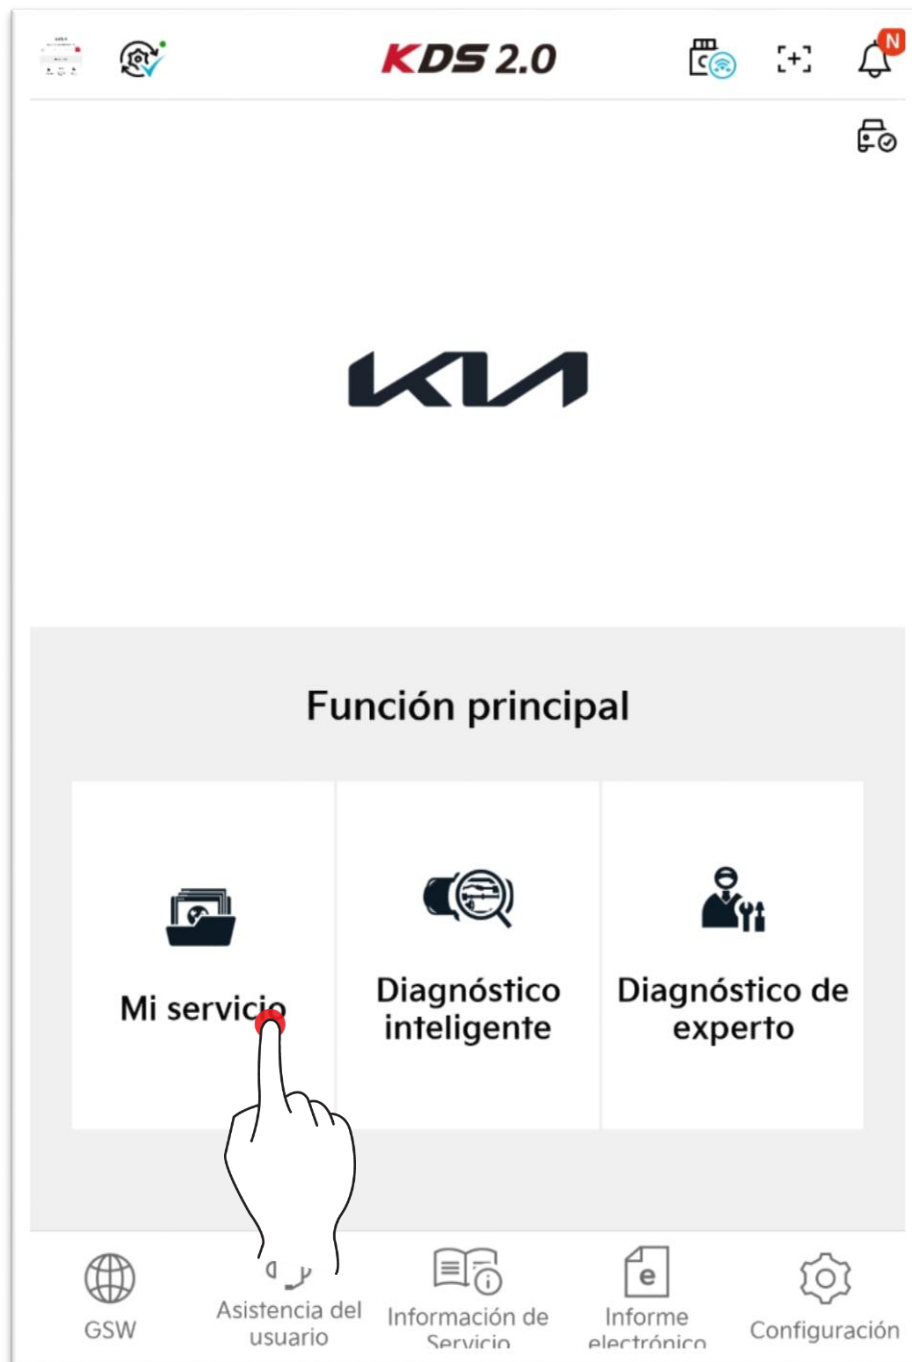 KDS 2.0
N
KIA
Función principal
Mi servicio
Diagnóstico
inteligente
Diagnóstico de
experto
GSW
Asistencia del
usuario
Información de
Servicio
e
Informe
electrónico
Configuración